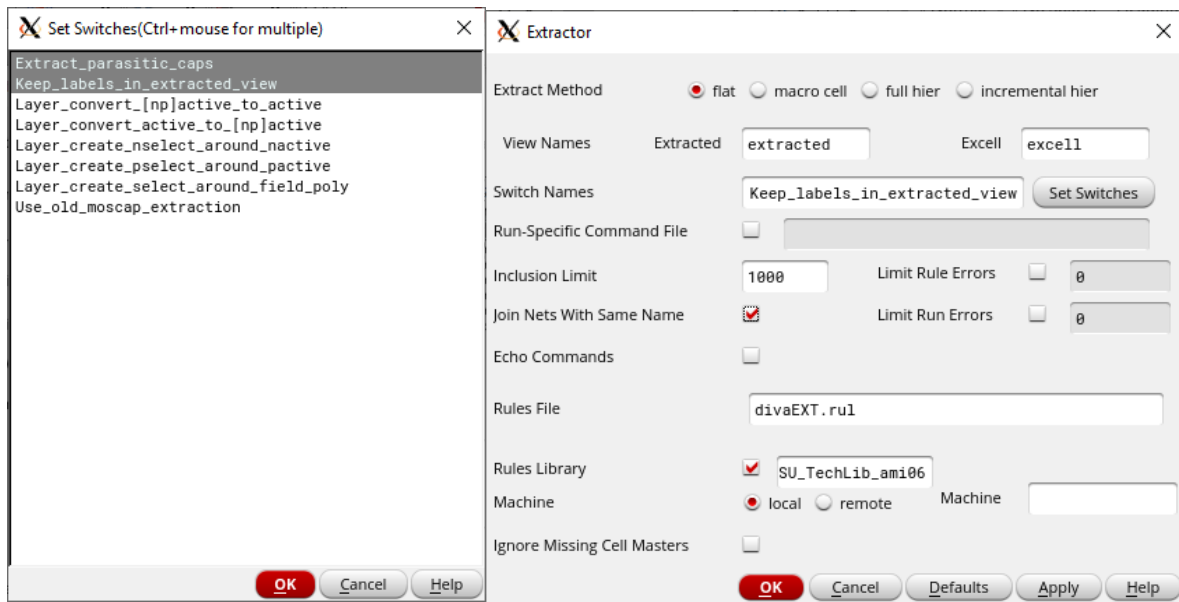 Set Switches(Ctrl+mouse for multiple)
Extract_parasitic_caps
Keep_labels_in_extracted_view
Layer_convert_[np]active_to_active
Layer_convert_active_to_[np]active
Layer_create_nselect_around_nactive
Layer_create_pselect_around_pactive
Layer_create_select_around_field_poly
Use_old_moscap_extraction
OK Cancel Help
Extractor
Extract Method flat macro cell full hier incremental hier
View Names Extracted extracted Excell excell
Switch Names Keep_labels_in_extracted_view Set Switches
Run-Specific Command File
Inclusion Limit 1000 Limit Rule Errors 0
Join Nets With Same Name Limit Run Errors 0
Echo Commands
Rules File divaEXT.rul
Rules Library SU_TechLib_ami06
Machine local remote Machine
Ignore Missing Cell Masters
OK Cancel Defaults Apply Help